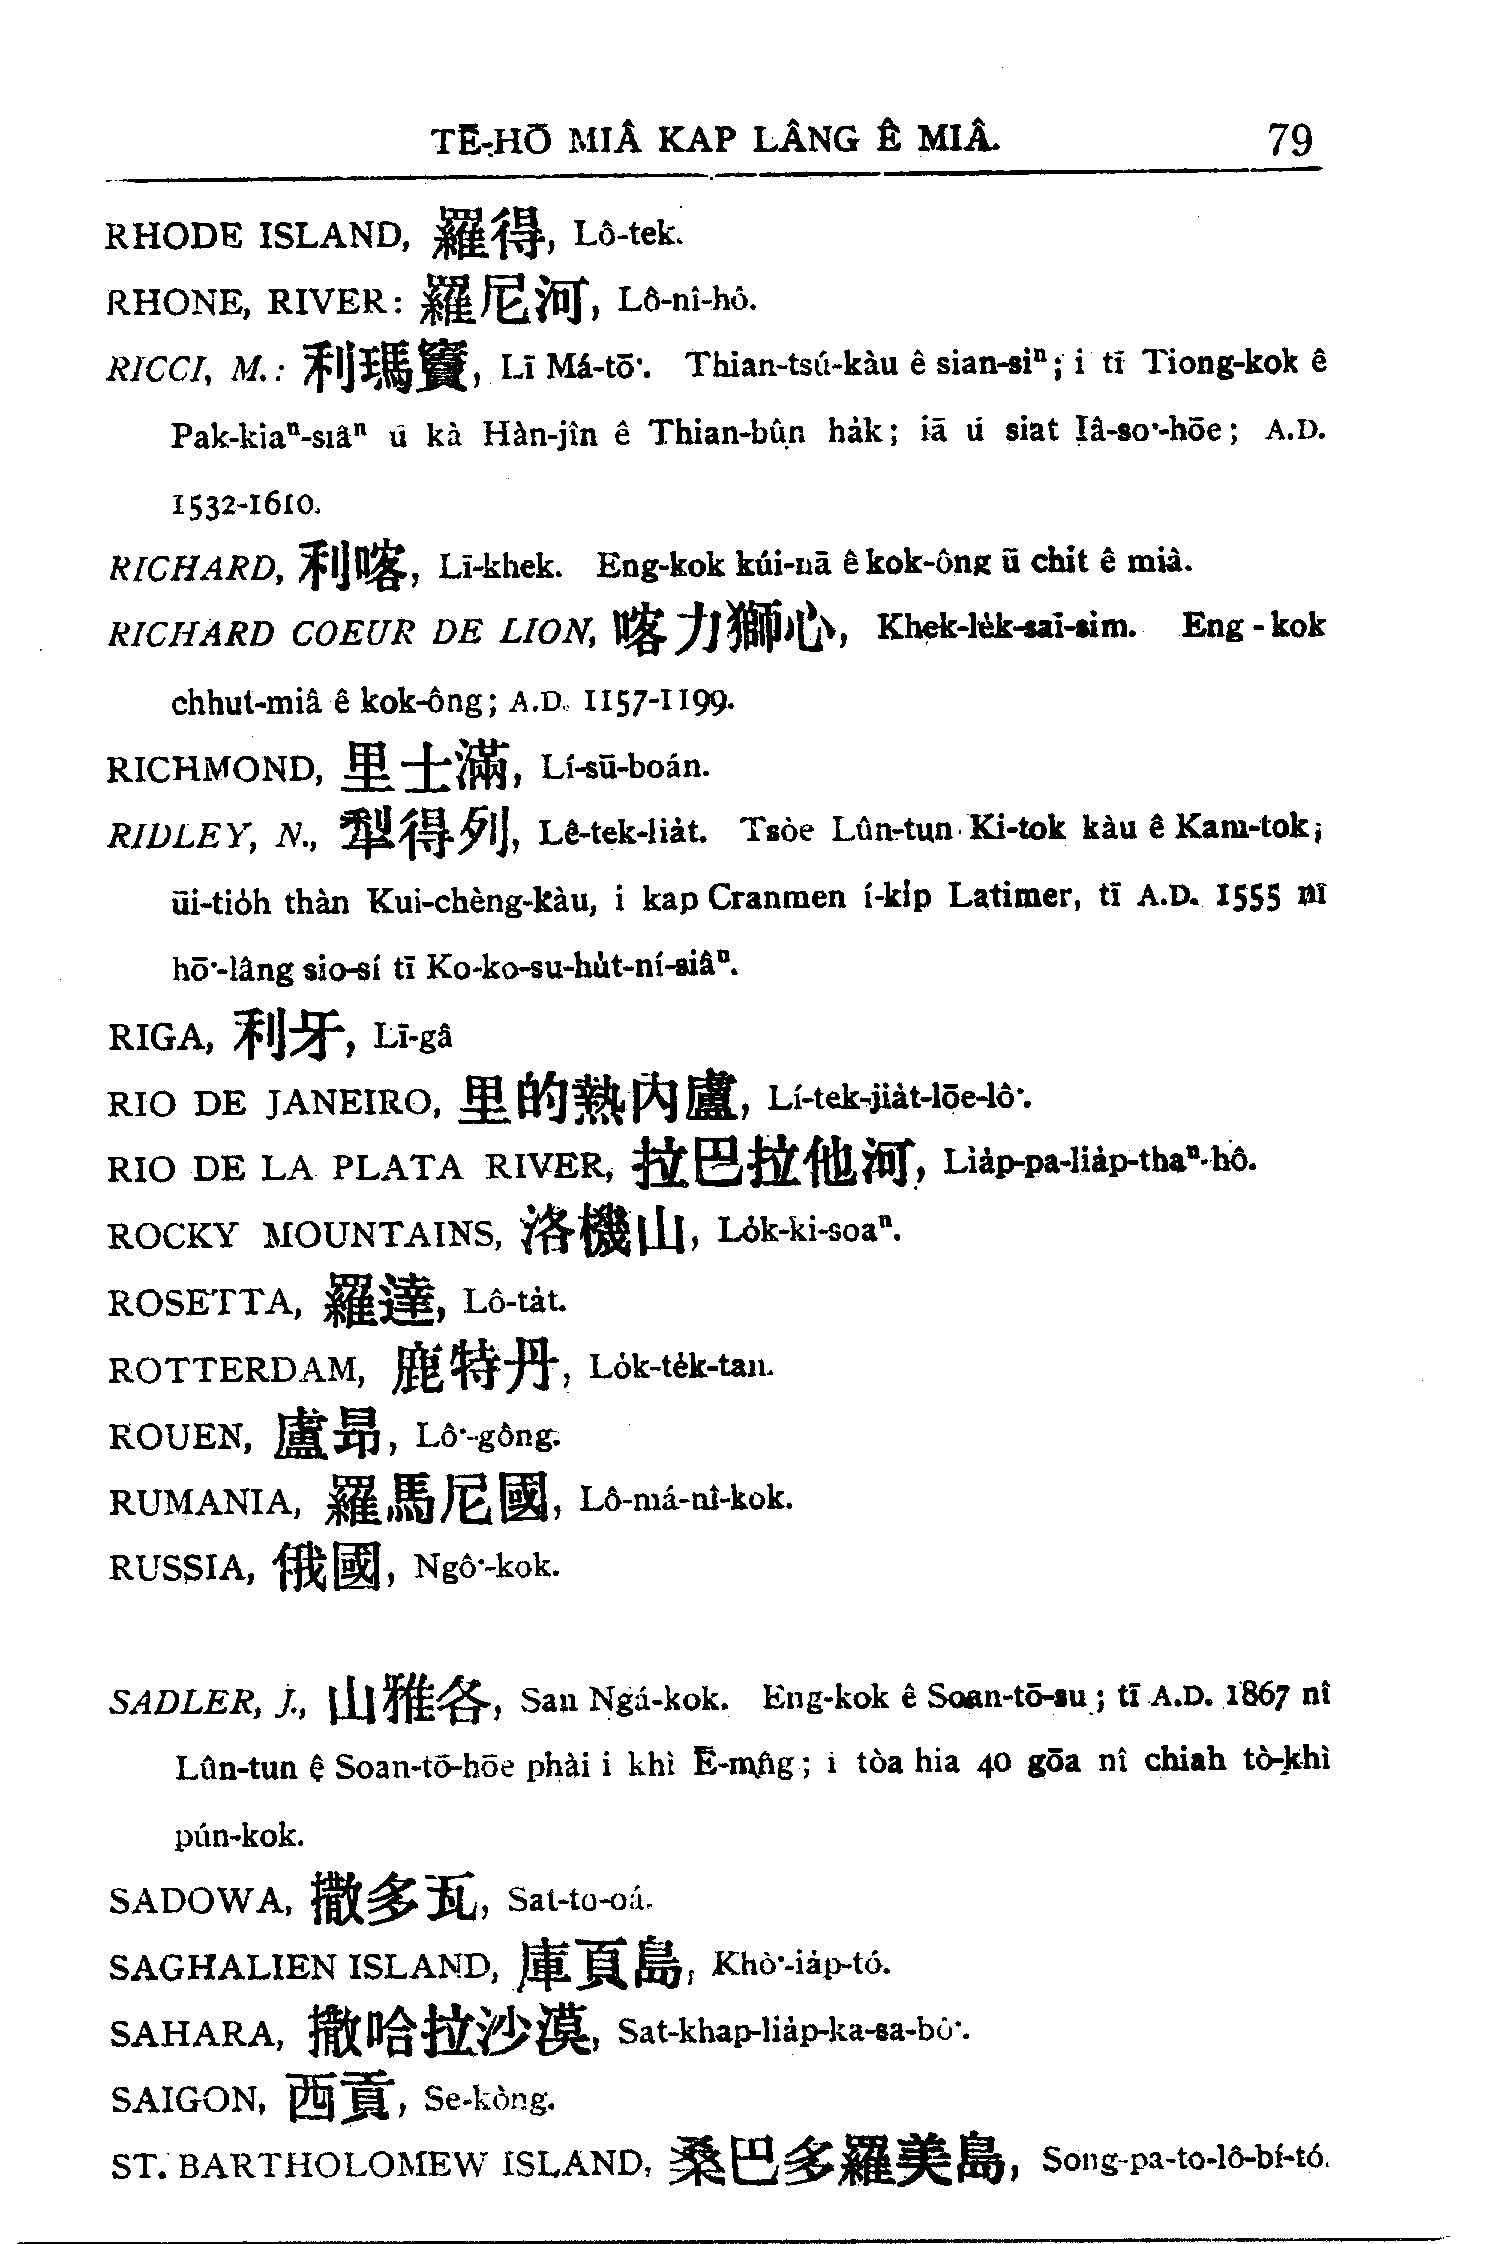 TĒ-HŌ MIÂ KAP LÂNG Ê MIÂ. 79
RHODE ISLAND, 羅得, Lô-tek.
RHONE, RIVER: 羅尼河, Lô-nî-hô.
RICCI, M.: 利瑪竇, Lī Má-tō͘. Thian-tsú-kàu ê sian-siⁿ; i tī Tiong-kok ê
Pak-kiaⁿ-siâⁿ ū kà Hàn-jîn ê Thian-bûn ha̍k; iā ū siat Iâ-so͘-hōe; A.D.
1532-1610.
RICHARD, 利喀, Lī-khek. Eng-kok kúi-nā ê kok-ông ū chit ê miâ.
RICHARD COEUR DE LION, 喀力獅心, Khek-le̍k-sai-sim. Eng-kok
chhut-miâ ê kok-ông; A.D. 1157-1199.
RICHMOND, 里士滿, Lí-sū-boán.
RIDLEY, N., 犁得列, Lê-tek-lia̍t. Tsòe Lûn-tun Ki-tok kàu ê Kam-tok;
ūi-tio̍h thàn Kui-chèng-kàu, i kap Cranmen í-ki̍p Latimer, tī A.D. 1555 nî
hō͘-lâng sio-sí tī Ko-ko-su-hu̍t-ní-siâⁿ.
RIGA, 利牙, Lī-gâ
RIO DE JANEIRO, 里的熱內盧, Lí-tek-jia̍t-lōe-lô͘.
RIO DE LA PLATA RIVER, 拉巴拉他河, Lia̍p-pa-lia̍p-thaⁿ-hô.
ROCKY MOUNTAINS, 洛機山, Lo̍k-ki-soaⁿ.
ROSETTA, 羅達, Lô-ta̍t.
ROTTERDAM, 鹿特丹, Lo̍k-te̍k-tan.
ROUEN, 盧昂, Lô͘-gông.
RUMANIA, 羅馬尼國, Lô-má-nî-kok.
RUSSIA, 俄國, Ngô͘-kok.
SADLER, J., 山雅各, San Ngá-kok. Eng-kok ê Soan-tō-su; tī A.D. 1867 nî
Lûn-tun ê Soan-tō-hōe phài i khì Ē-mn̂g; i tòa hia 40 gōa nî chiah tò-khì
pún-kok.
SADOWA, 撒多瓦, Sat-to-oá.
SAGHALIEN ISLAND, 庫頁島, Khò͘-ia̍p-tó.
SAHARA, 撒哈拉沙漠, Sat-khap-lia̍p-ka-sa-bô͘.
SAIGON, 西貢, Se-kòng.
ST. BARTHOLOMEW ISLAND, 桑巴多羅美島, Song-pa-to-lô-bí-tó.